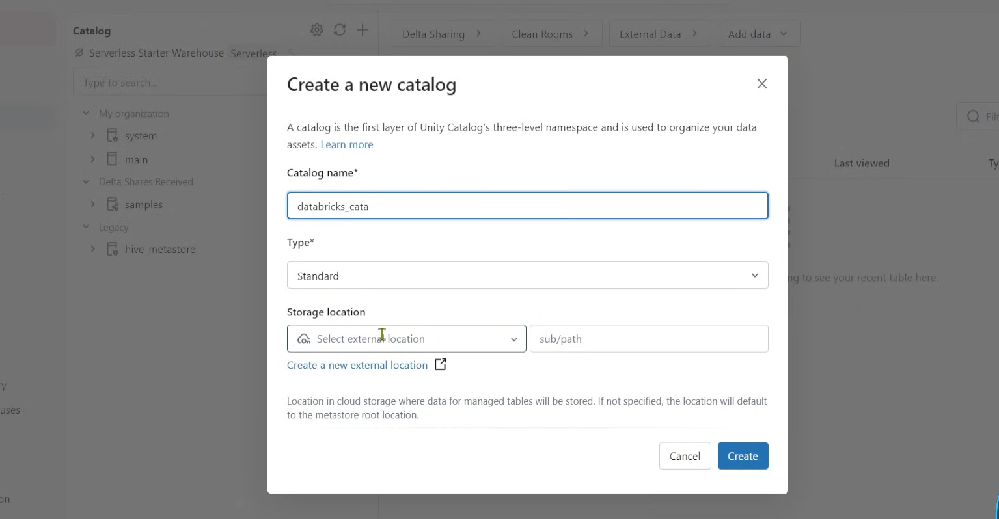 Catalog
Serverless Starter Warehouse Serverless S
Type to search...
My organization
system
main
Delta Shares Received
samples
Legacy
hive_metastore
Delta Sharing
Clean Rooms
External Data
Add data
Last viewed
ng to see your recent table here.
ry
uses
on
Create a new catalog
A catalog is the first layer of Unity Catalog's three-level namespace and is used to organize your data
assets. Learn more
Catalog name*
databricks_cata
Type*
Standard
Storage location
Select external location
sub/path
Create a new external location
Location in cloud storage where data for managed tables will be stored. If not specified, the location will default
to the metastore root location.
Cancel
Create